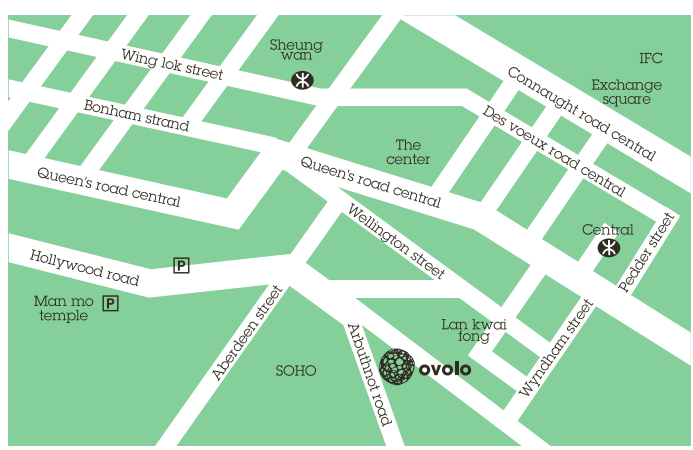 Sheung
wan
Wing lok street
IFC
Exchange
square
Connaught road central
Bonham strand
Des voeux road central
The
center
Queen's road central
Queen's road central
Wellington street
Central
Pedder street
Hollywood road
P
Man mo
temple
P
Aberdeen street
Lan kwai
fong
Wyndham street
Arbuthnot road
SOHO
ovolo